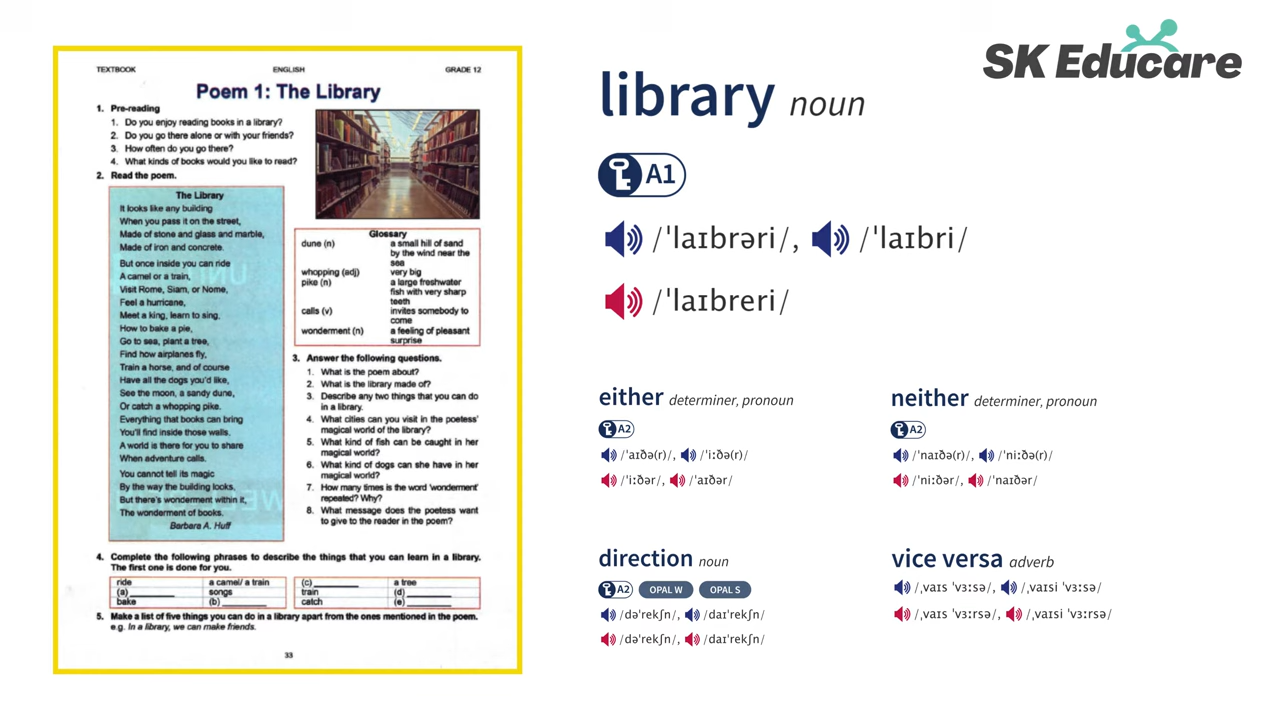 TEXTBOOK ENGLISH GRADE 12
Poem 1: The Library
1. Pre-reading
1. Do you enjoy reading books in a library?
2. Do you go there alone or with your friends?
3. How often do you go there?
4. What kinds of books would you like to read?
2. Read the poem.
The Library
It looks like any building
When you pass it on the street,
Made of stone and glass and marble,
Made of iron and concrete.
But once inside you can ride
A camel or a train,
Visit Rome, Siam, or Nome,
Feel a hurricane,
Meet a king, learn to sing,
How to bake a pie,
Go to sea, plant a tree,
Find how airplanes fly,
Train a horse, and of course
Have all the dogs you'd like,
See the moon, a sandy dune,
Or catch a whopping pike.
Everything that books can bring
You'll find inside those walls.
A world is there for you to share
When adventure calls.
You cannot tell its magic
By the way the building looks,
But there's wonderment within it,
The wonderment of books.
Barbara A. Huff
Glossary
dune (n) a small hill of sand
by the wind near the
sea
whopping (adj) very big
pike (n) a large freshwater
fish with very sharp
teeth
calls (v) invites somebody to
come
wonderment (n) a feeling of pleasant
surprise
3. Answer the following questions.
1. What is the poem about?
2. What is the library made of?
3. Describe any two things that you can do
in a library.
4. What cities can you visit in the poetess'
magical world of the library?
5. What kind of fish can be caught in her
magical world?
6. What kind of dogs can she have in her
magical world?
7. How many times is the word 'wonderment'
repeated? Why?
8. What message does the poetess want
to give to the reader in the poem?
4. Complete the following phrases to describe the things that you can learn in a library.
The first one is done for you.
ride a camel/ a train (c) ________ a tree
(a) ________ songs train (d) ________
bake (b) ________ catch (e) ________
5. Make a list of five things you can do in a library apart from the ones mentioned in the poem.
e.g. In a library, we can make friends.
33
SK Educare
library noun
A1
/ˈlaɪbrəri/, /ˈlaɪbri/
/ˈlaɪbreri/
either determiner, pronoun
A2
/ˈaɪðə(r)/, /ˈiːðə(r)/
/ˈiːðər/, /ˈaɪðər/
neither determiner, pronoun
A2
/ˈnaɪðə(r)/, /ˈniːðə(r)/
/ˈniːðər/, /ˈnaɪðər/
direction noun
A2 OPAL W OPAL S
/dəˈrekʃn/, /daɪˈrekʃn/
/dəˈrekʃn/, /daɪˈrekʃn/
vice versa adverb
/ˌvaɪs ˈvɜːsə/, /ˌvaɪsi ˈvɜːsə/
/ˌvaɪs ˈvɜːrsə/, /ˌvaɪsi ˈvɜːrsə/